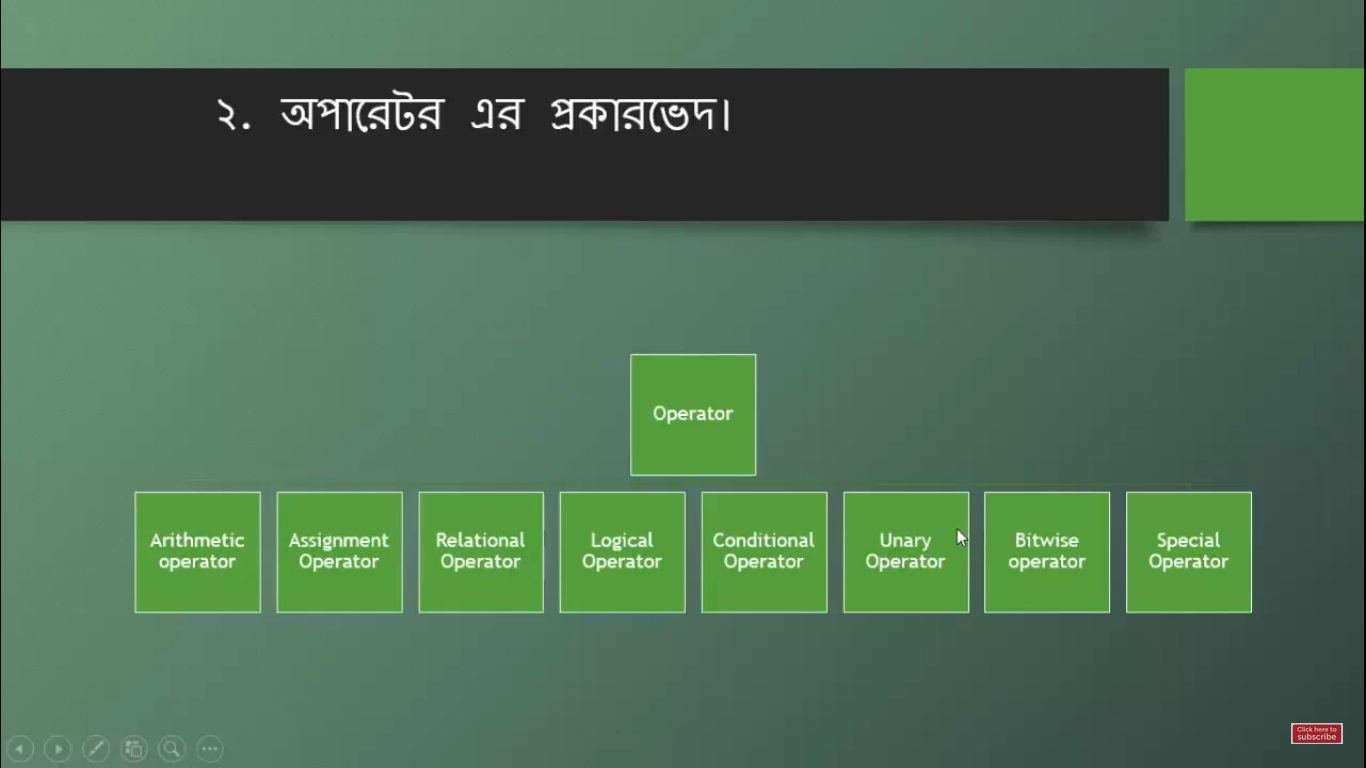 ২. অপারেটর এর প্রকারভেদ।
Operator
Arithmetic
operator
Assignment
Operator
Relational
Operator
Logical
Operator
Conditional
Operator
Unary
Operator
Bitwise
operator
Special
Operator
Click here to
subscribe